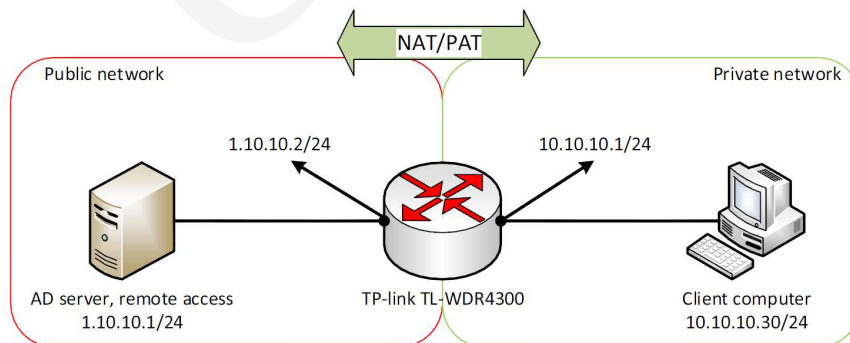 NAT/PAT
Public network
Private network
1.10.10.2/24
10.10.10.1/24
AD server, remote access
1.10.10.1/24
TP-link TL-WDR4300
Client computer
10.10.10.30/24